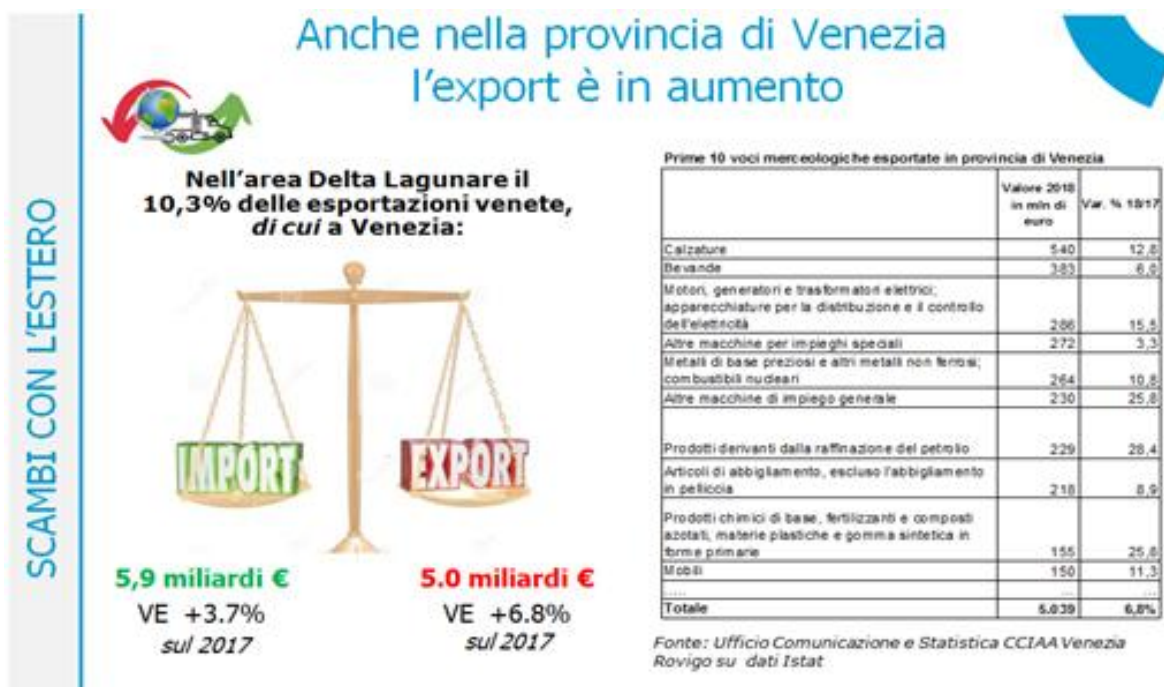 Anche nella provincia di Venezia
l'export è in aumento
SCAMBI CON L'ESTERO
Nell'area Delta Lagunare il
10,3% delle esportazioni venete,
di cui a Venezia:
IMPORT
EXPORT
5,9 miliardi €
VE +3.7%
sul 2017
5.0 miliardi €
VE +6.8%
sul 2017
Prime 10 voci merceologiche esportate in provincia di Venezia
Valore 2018
in mln di
euro
Var. % 18/17
Calzature 540 12,8
Bevande 383 6,0
Motori, generatori e trasformatori elettrici;
apparecchiature per la distribuzione e il controllo
dell'elettricità 286 15,5
Altre macchine per impieghi speciali 272 3,3
Metalli di base preziosi e altri metalli non ferrosi;
combustibili nucleari 264 10,8
Altre macchine di impiego generale 230 25,8
Prodotti derivanti dalla raffinazione del petrolio 229 28,4
Articoli di abbigliamento, escluso l'abbigliamento
in pelliccia 218 8,9
Prodotti chimici di base, fertilizzanti e composti
azotati, materie plastiche e gomma sintetica in
forme primarie 155 25,8
Mobili 150 11,3
..... ... ...
Totale 5.039 6,8%
Fonte: Ufficio Comunicazione e Statistica CCIAA Venezia
Rovigo su dati Istat